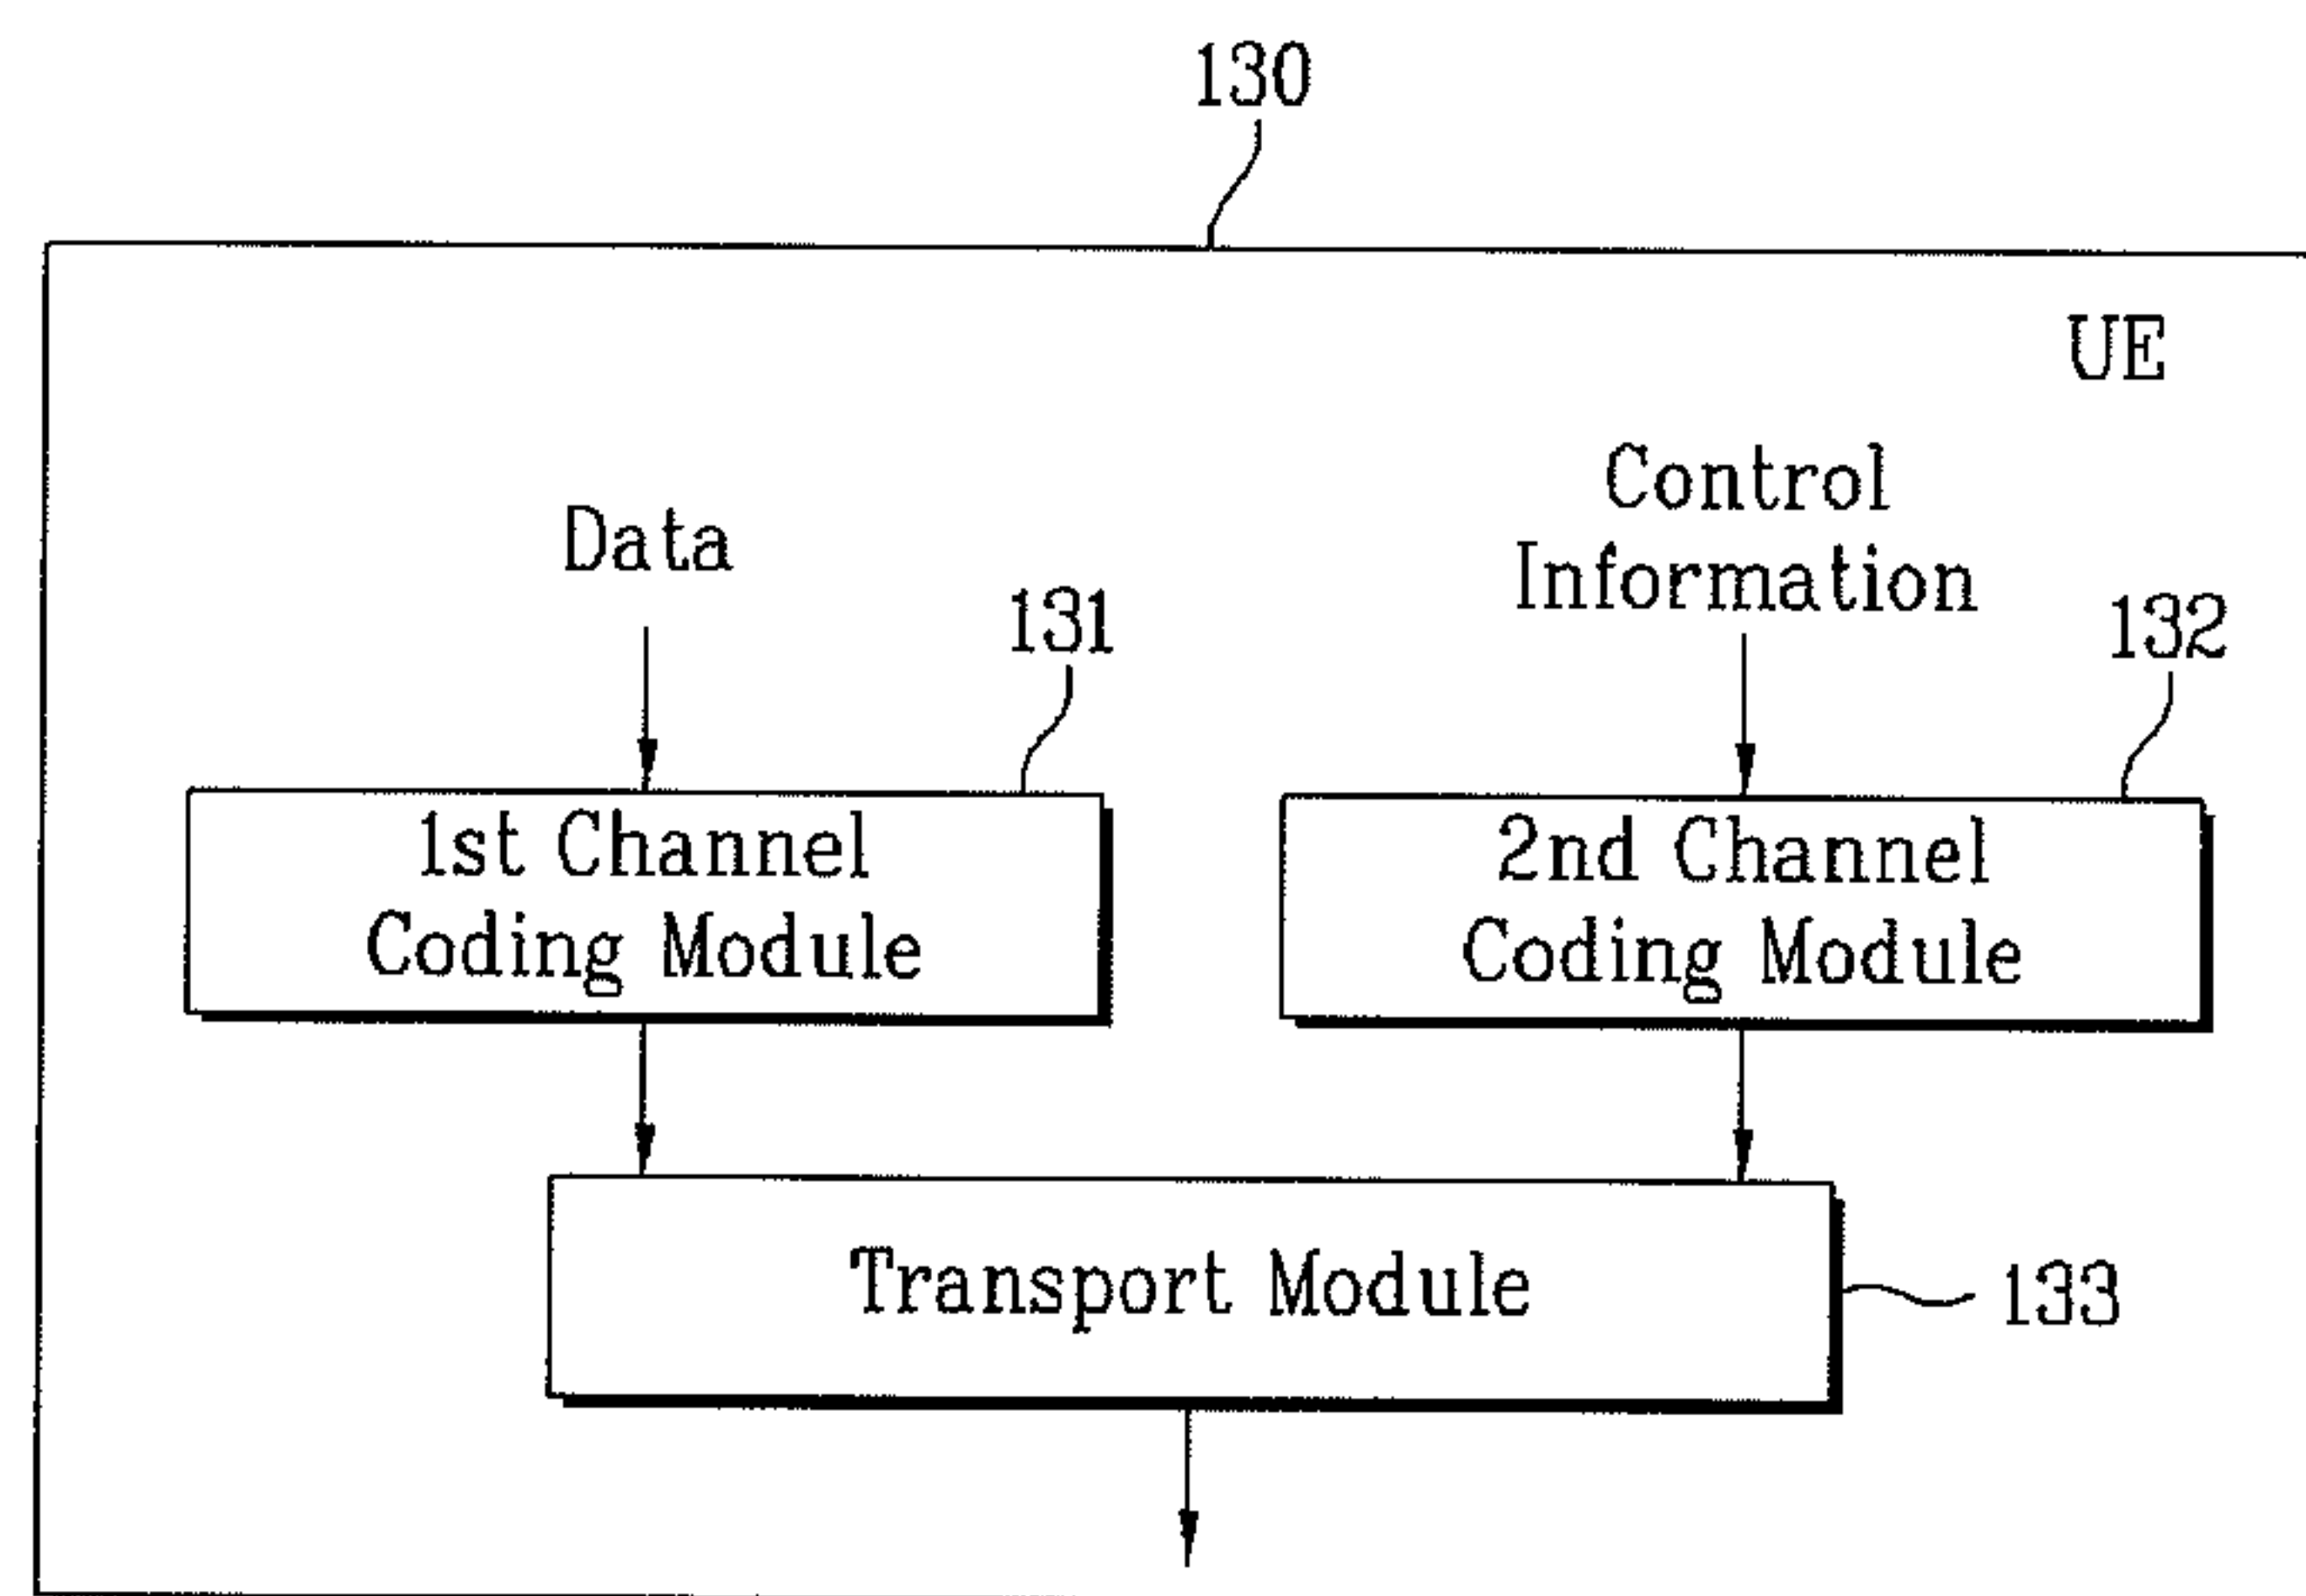 130
UE
Data
Control
Information
131
132
1st Channel
Coding Module
2nd Channel
Coding Module
Transport Module
133